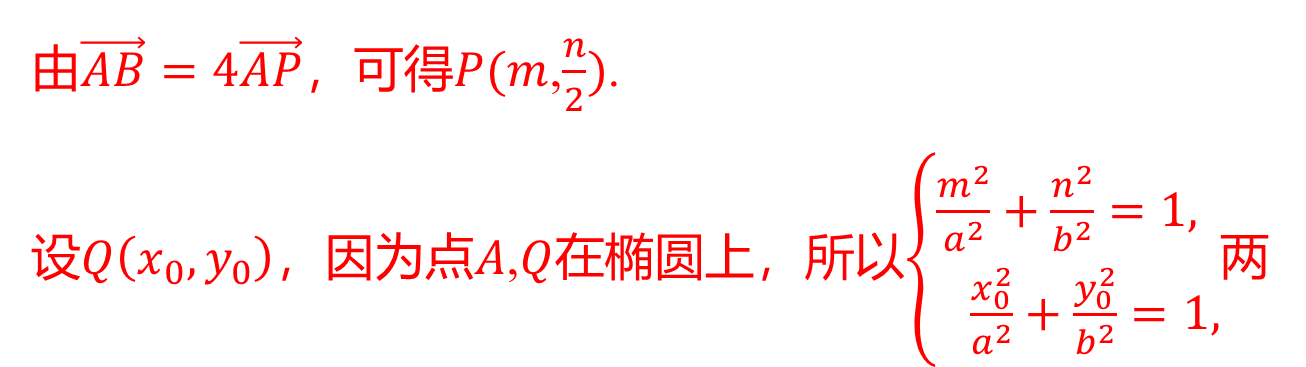 由$\overrightarrow{AB}=4\overrightarrow{AP}$，可得$P(m,\frac{n}{2})$.
设$Q(x_0,y_0)$，因为点$A,Q$在椭圆上，所以$\begin{cases}\frac{m^2}{a^2}+\frac{n^2}{b^2}=1,\\ \frac{x_0^2}{a^2}+\frac{y_0^2}{b^2}=1,\end{cases}$两